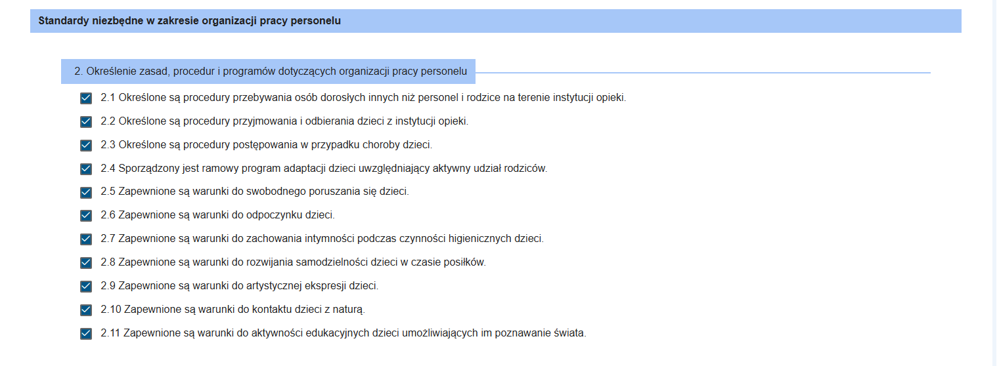 Standardy niezbędne w zakresie organizacji pracy personelu
2. Określenie zasad, procedur i programów dotyczących organizacji pracy personelu
2.1 Określone są procedury przebywania osób dorosłych innych niż personel i rodzice na terenie instytucji opieki.
2.2 Określone są procedury przyjmowania i odbierania dzieci z instytucji opieki.
2.3 Określone są procedury postępowania w przypadku choroby dzieci.
2.4 Sporządzony jest ramowy program adaptacji dzieci uwzględniający aktywny udział rodziców.
2.5 Zapewnione są warunki do swobodnego poruszania się dzieci.
2.6 Zapewnione są warunki do odpoczynku dzieci.
2.7 Zapewnione są warunki do zachowania intymności podczas czynności higienicznych dzieci.
2.8 Zapewnione są warunki do rozwijania samodzielności dzieci w czasie posiłków.
2.9 Zapewnione są warunki do artystycznej ekspresji dzieci.
2.10 Zapewnione są warunki do kontaktu dzieci z naturą.
2.11 Zapewnione są warunki do aktywności edukacyjnych dzieci umożliwiających im poznawanie świata.